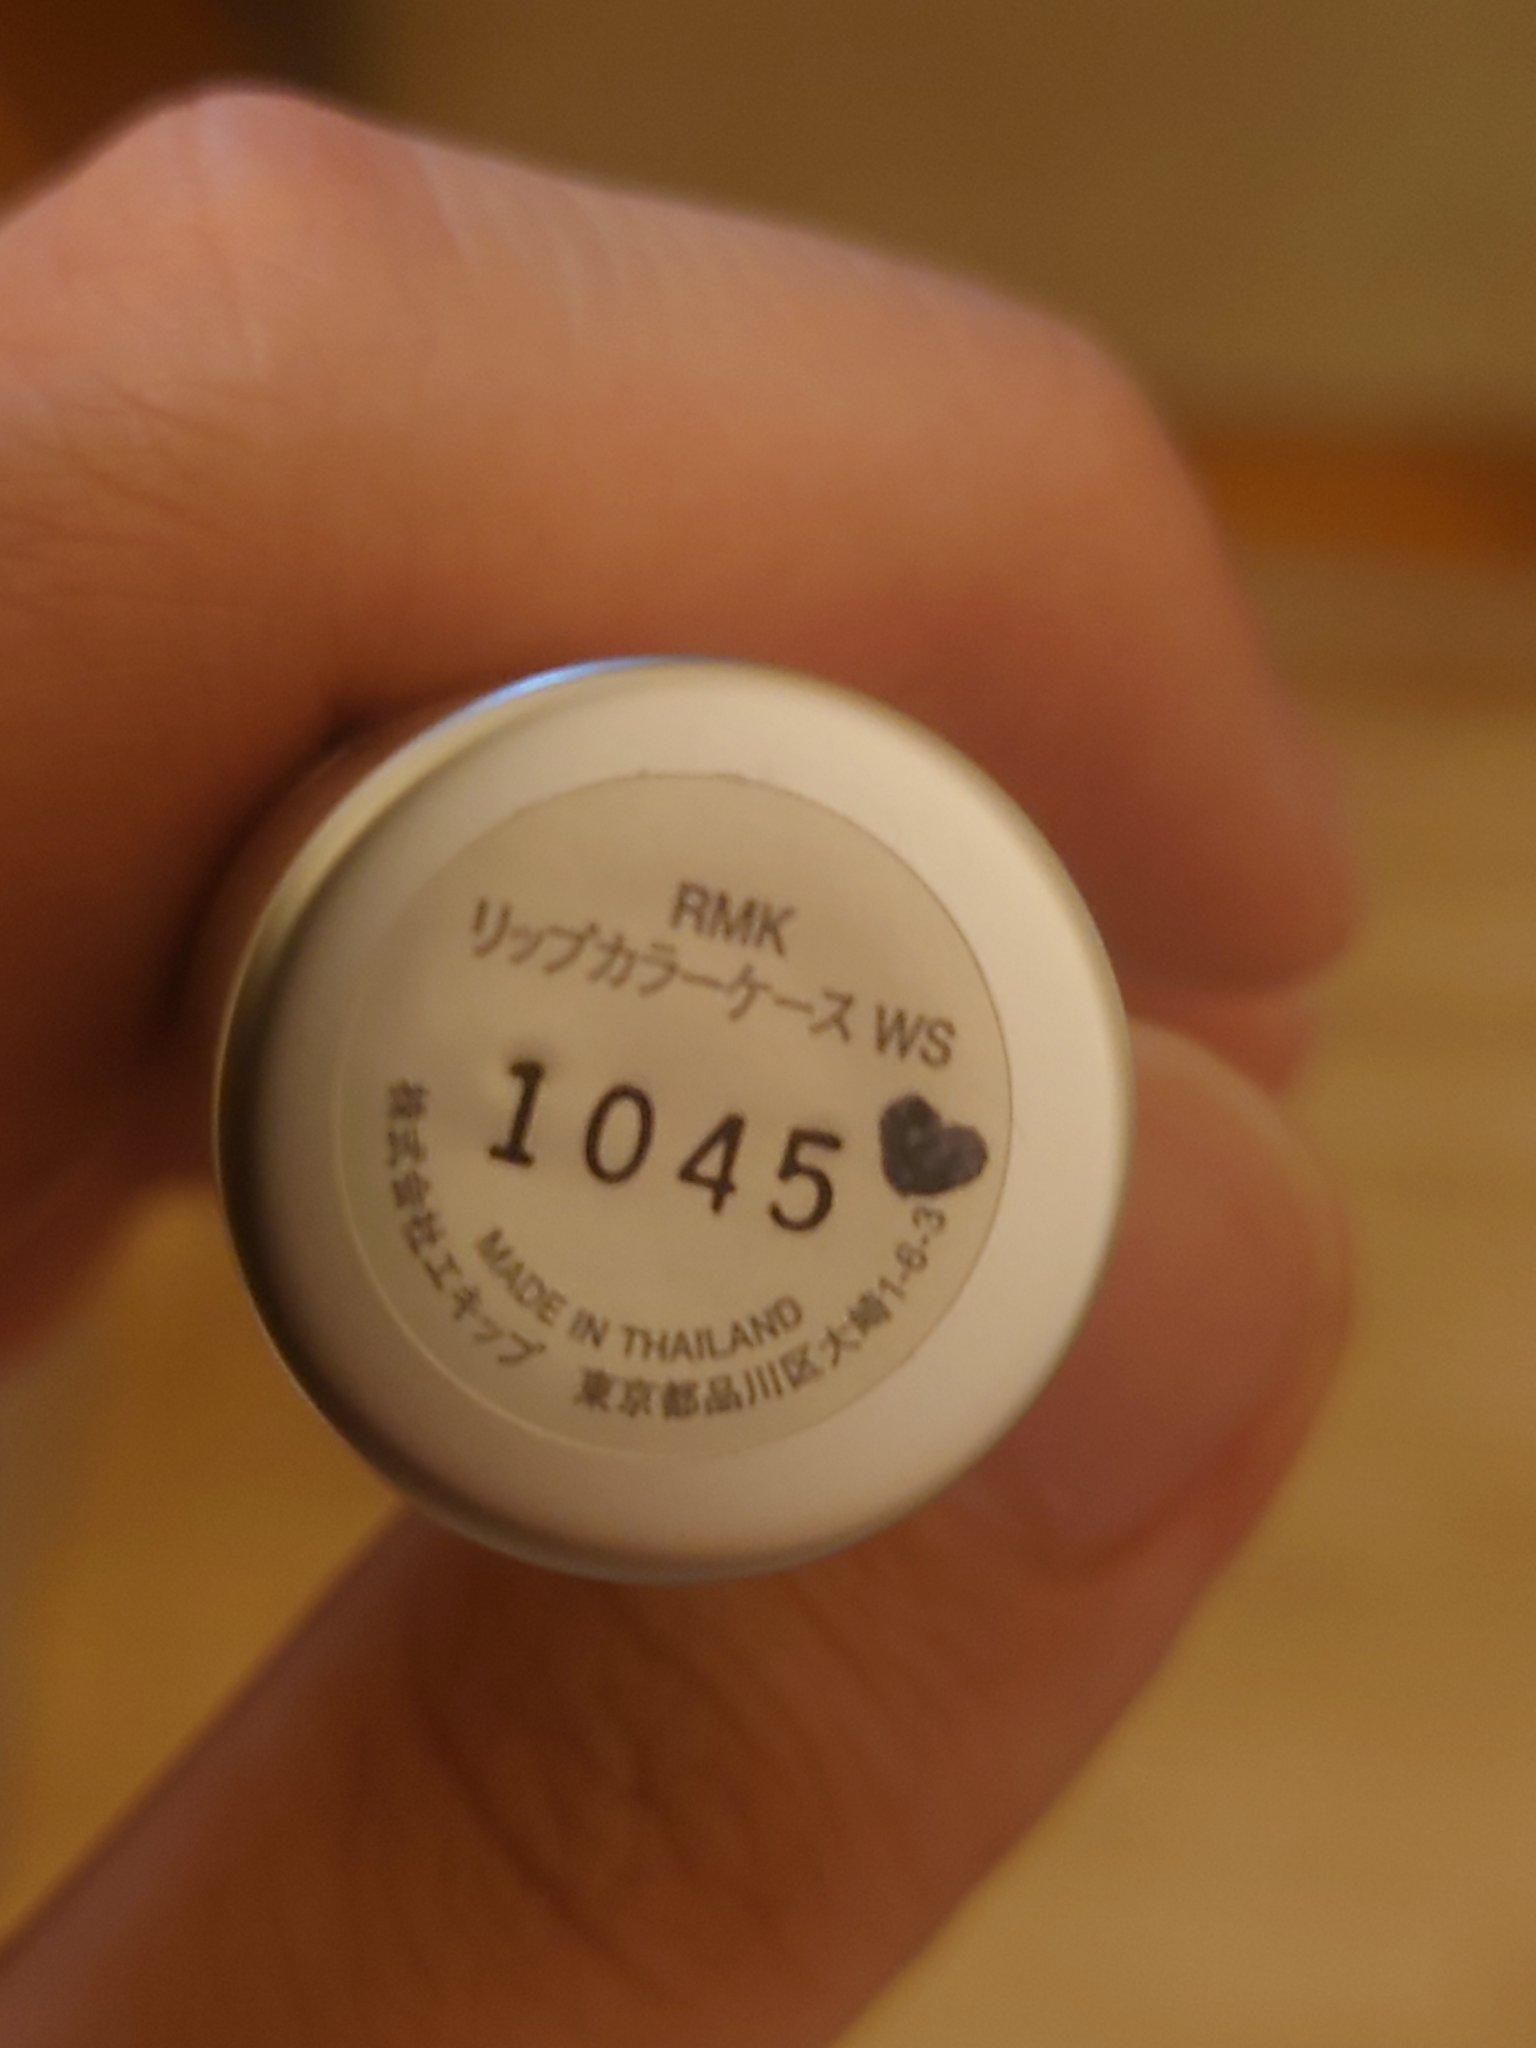 RMK
リップカラーケース WS
1045
MADE IN THAILAND
株式会社エキップ 東京都品川区大崎1-6-3